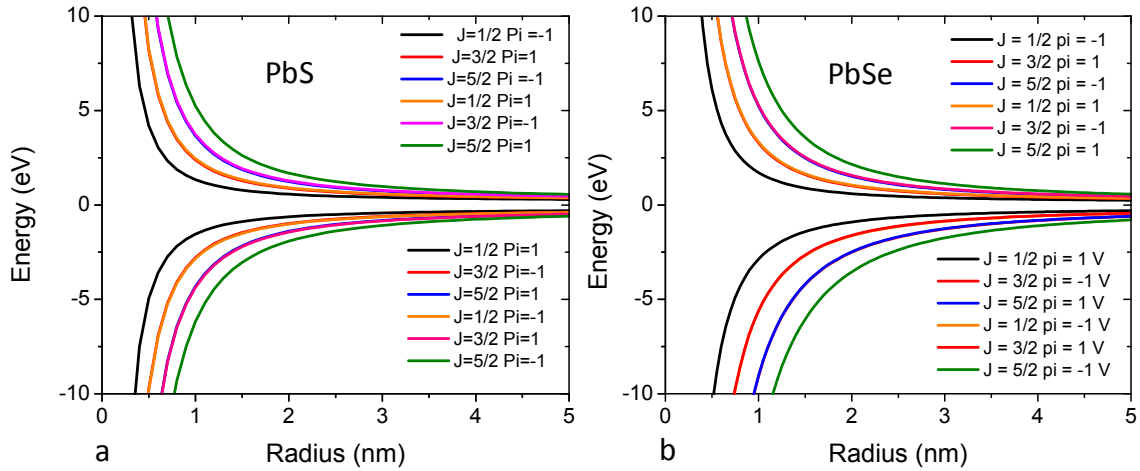 10
5
0
-5
-10
Energy (eV)
PbS
J=1/2 Pi =-1
J=3/2 Pi=1
J=5/2 Pi =-1
J=1/2 Pi=1
J=3/2 Pi=-1
J=5/2 Pi=1
J=1/2 Pi=1
J=3/2 Pi=-1
J=5/2 Pi=1
J=1/2 Pi=-1
J=3/2 Pi=1
J=5/2 Pi=-1
0 1 2 3 4 5
Radius (nm)
a
10
5
0
-5
-10
Energy (eV)
PbSe
J = 1/2 pi = -1
J = 3/2 pi = 1
J = 5/2 pi = -1
J = 1/2 pi = 1
J = 3/2 pi = -1
J = 5/2 pi = 1
J = 1/2 pi = 1 V
J = 3/2 pi = -1 V
J = 5/2 pi = 1 V
J = 1/2 pi = -1 V
J = 3/2 pi = 1 V
J = 5/2 pi = -1 V
0 1 2 3 4 5
Radius (nm)
b